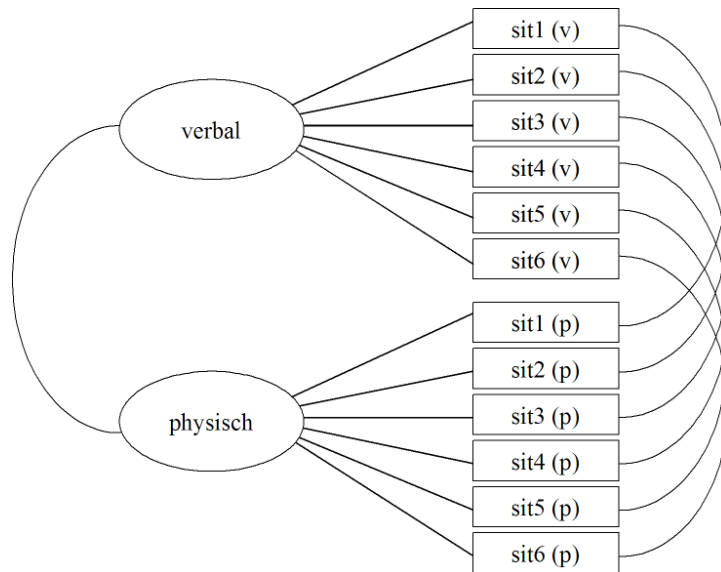 sit1 (v)
sit2 (v)
verbal
sit3 (v)
sit4 (v)
sit5 (v)
sit6 (v)
sit1 (p)
sit2 (p)
physisch
sit3 (p)
sit4 (p)
sit5 (p)
sit6 (p)